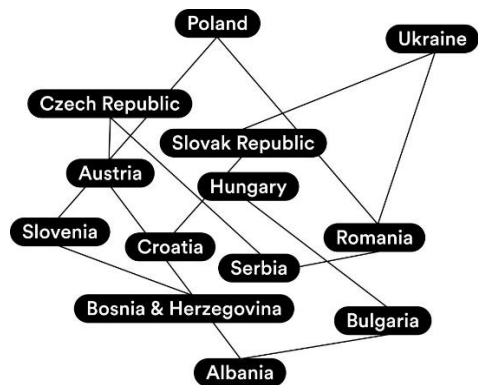 Poland
Ukraine
Czech Republic
Slovak Republic
Austria
Hungary
Slovenia
Croatia
Romania
Serbia
Bosnia & Herzegovina
Bulgaria
Albania